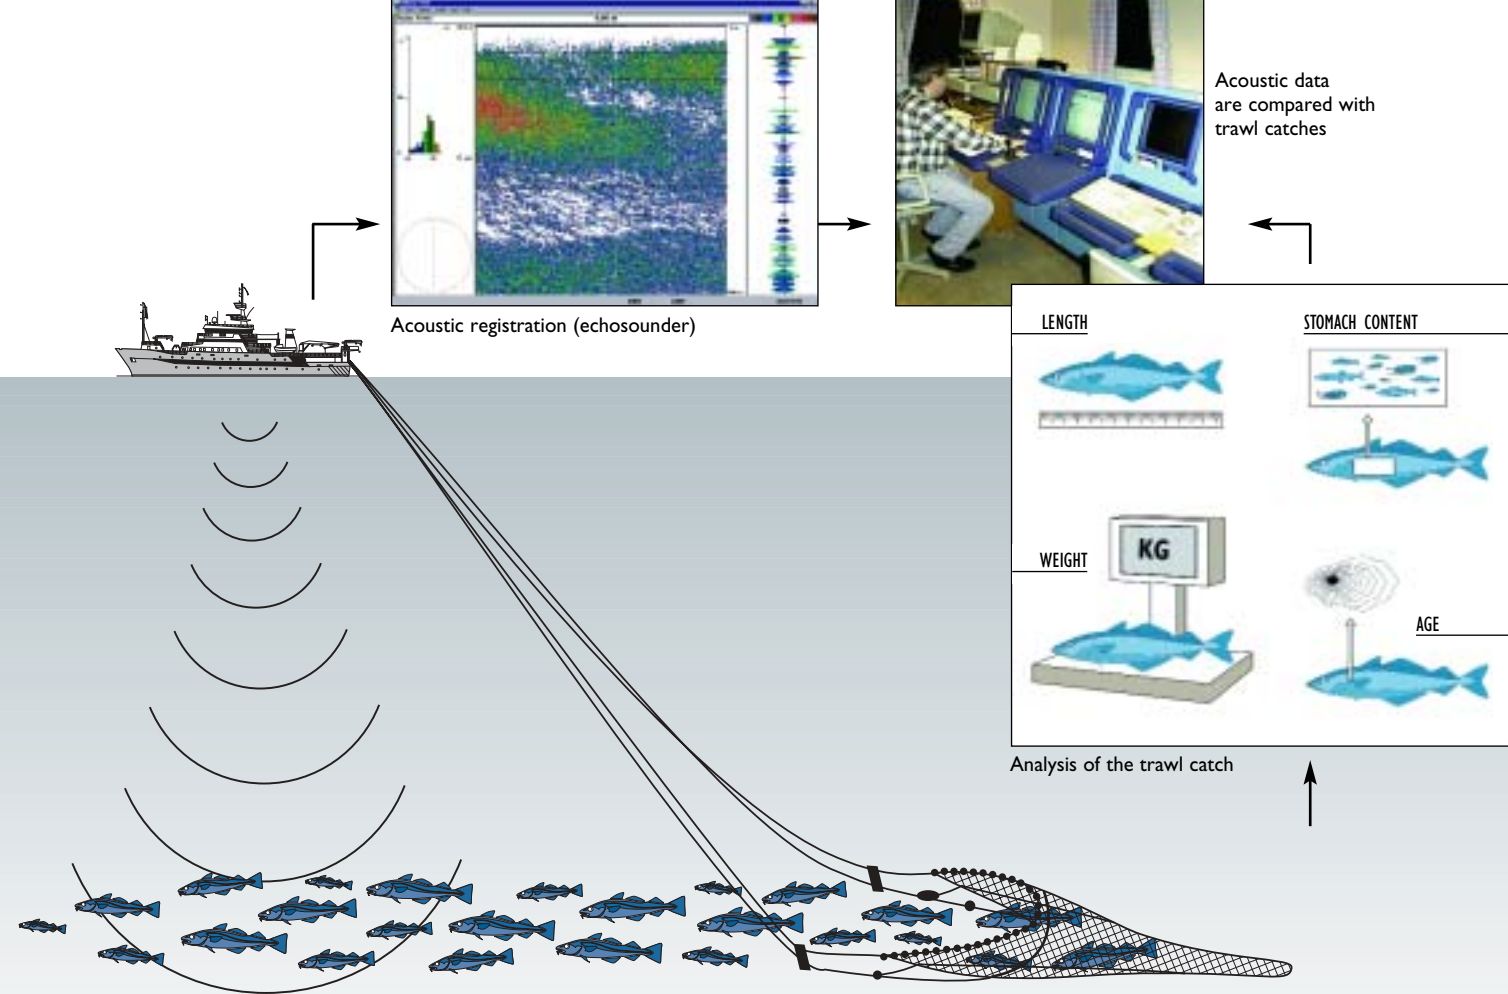 Acoustic data
are compared with
trawl catches
Acoustic registration (echosounder)
LENGTH
STOMACH CONTENT
WEIGHT
KG
AGE
Analysis of the trawl catch